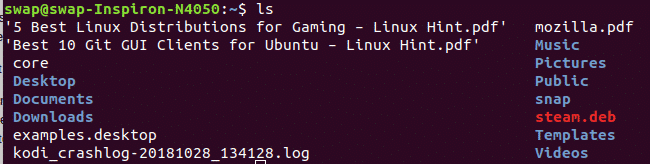 swap@swap-Inspiron-N4050:~$ ls
'5 Best Linux Distributions for Gaming – Linux Hint.pdf' mozilla.pdf
'Best 10 Git GUI Clients for Ubuntu – Linux Hint.pdf' Music
core Pictures
Desktop Public
Documents snap
Downloads steam.deb
examples.desktop Templates
kodi_crashlog-20181028_134128.log Videos